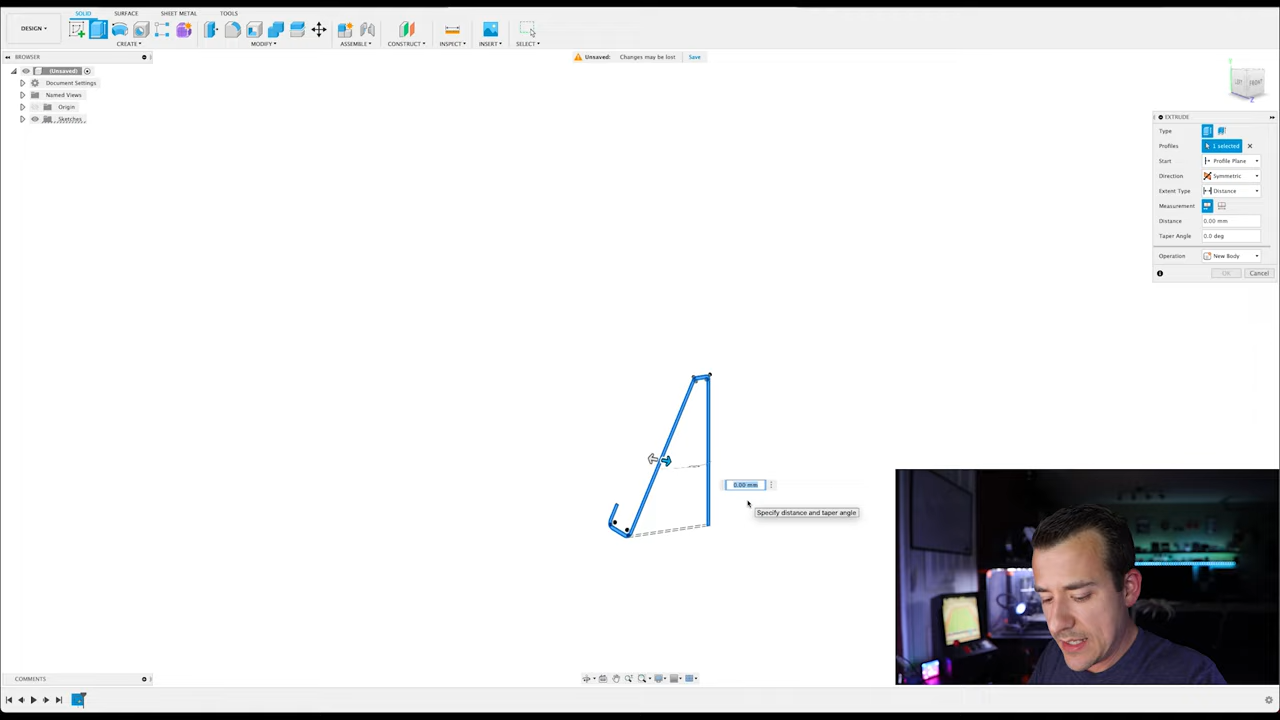 SOLID SURFACE SHEET METAL TOOLS
DESIGN
CREATE MODIFY ASSEMBLE CONSTRUCT INSPECT INSERT SELECT
BROWSER
Unsaved: Changes may be lost Save
(Unsaved)
Document Settings
Named Views
Origin
Sketches
FRONT
Z
EXTRUDE
Type
Profiles 1 selected
Start Profile Plane
Direction Symmetric
Extent Type Distance
Measurement
Distance 0.00 mm
Taper Angle 0.0 deg
Operation New Body
OK Cancel
0.00 mm
Specify distance and taper angle
COMMENTS